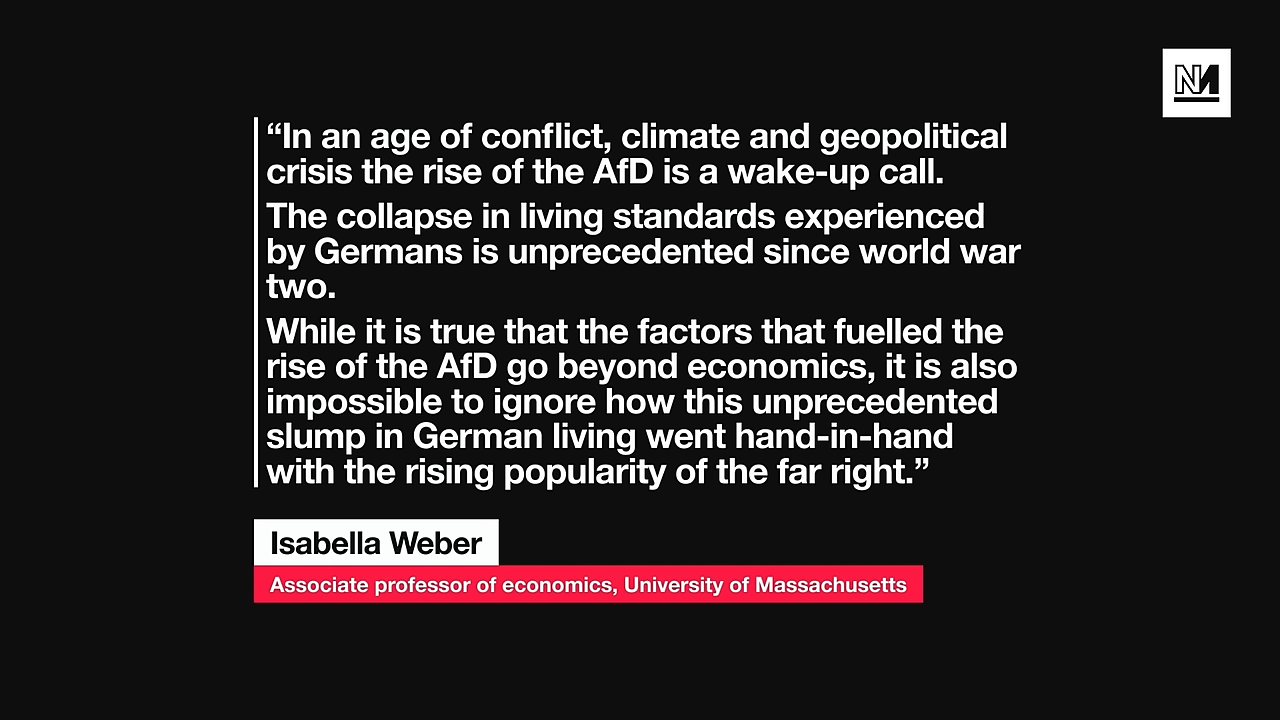 “In an age of conflict, climate and geopolitical
crisis the rise of the AfD is a wake-up call.
The collapse in living standards experienced
by Germans is unprecedented since world war
two.
While it is true that the factors that fuelled the
rise of the AfD go beyond economics, it is also
impossible to ignore how this unprecedented
slump in German living went hand-in-hand
with the rising popularity of the far right.”
Isabella Weber
Associate professor of economics, University of Massachusetts
NM